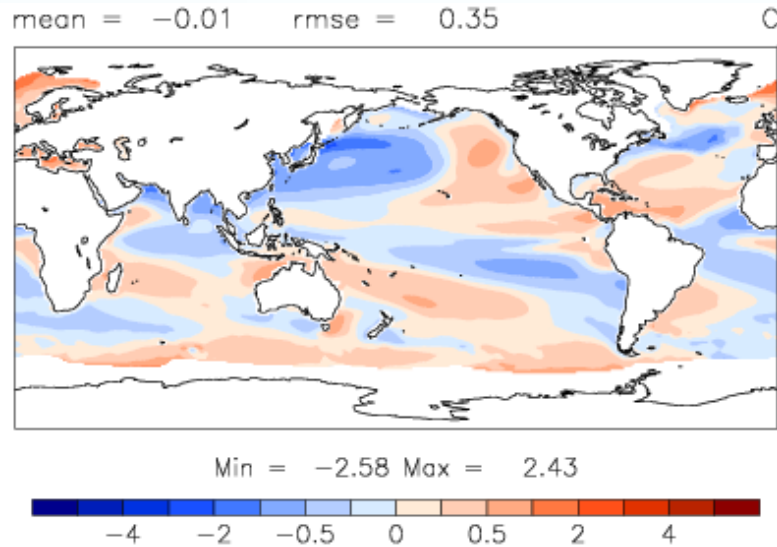 mean = -0.01 rmse = 0.35 C
Min = -2.58 Max = 2.43
-4 -2 -0.5 0 0.5 2 4